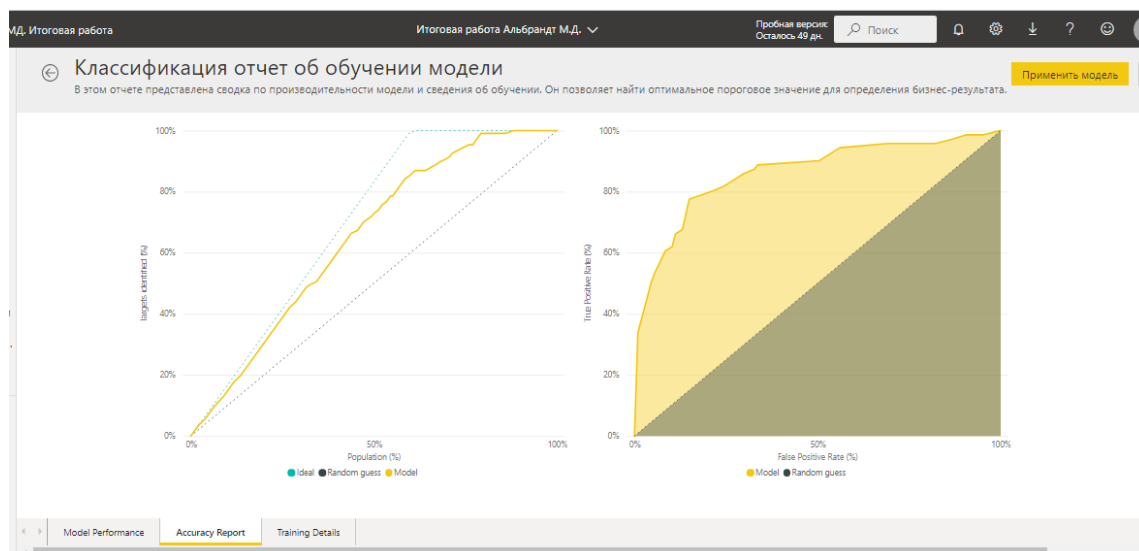 МД. Итоговая работа
Итоговая работа Альбрандт М.Д.
Пробная версия:
Осталось 49 дн.
Поиск
Классификация отчет об обучении модели
В этом отчете представлена сводка по производительности модели и сведения об обучении. Он позволяет найти оптимальное пороговое значение для определения бизнес-результата.
Применить модель
100%
80%
60%
40%
20%
0%
Targets identified (%)
0%
50%
100%
Population (%)
Ideal
Random guess
Model
100%
80%
60%
40%
20%
0%
True Positive Rate (%)
0%
50%
100%
False Positive Rate (%)
Model
Random guess
Model Performance
Accuracy Report
Training Details